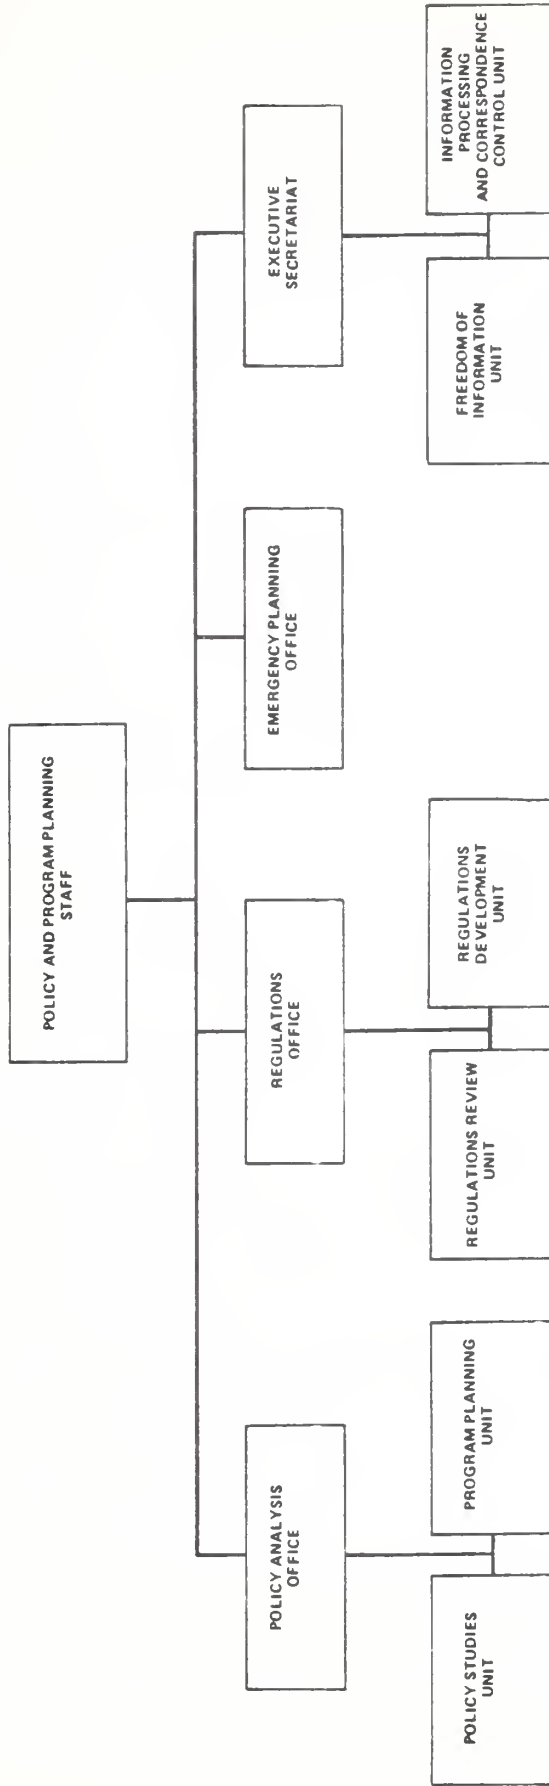 POLICY AND PROGRAM PLANNING
STAFF
POLICY ANALYSIS
OFFICE
REGULATIONS
OFFICE
EMERGENCY PLANNING
OFFICE
EXECUTIVE
SECRETARIAT
POLICY STUDIES
UNIT
PROGRAM PLANNING
UNIT
REGULATIONS REVIEW
UNIT
REGULATIONS
DEVELOPMENT
UNIT
FREEDOM OF
INFORMATION
UNIT
INFORMATION
PROCESSING
AND CORRESPONDENCE
CONTROL UNIT